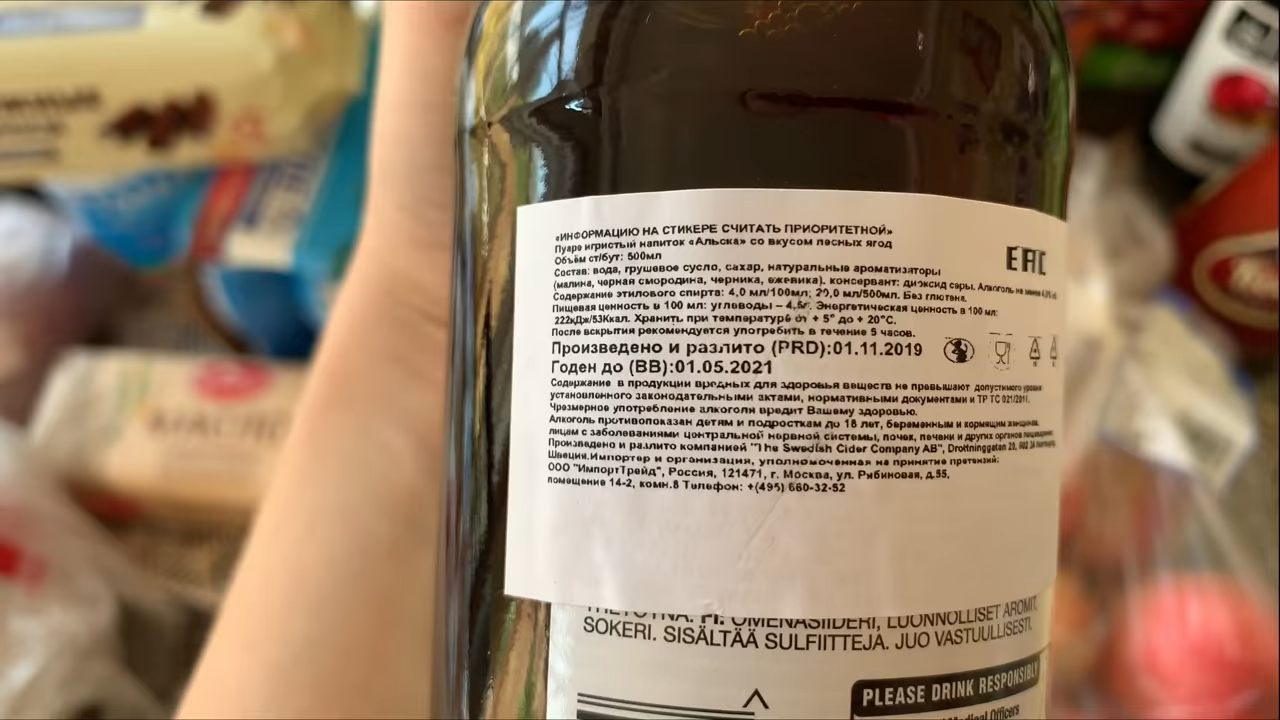 «ИНФОРМАЦИЮ НА СТИКЕРЕ СЧИТАТЬ ПРИОРИТЕТНОЙ»
Пуаре игристый напиток «Альска» со вкусом лесных ягод
Объём ст/бут: 500мл
EAC
Состав: вода, грушевое сусло, сахар, натуральные ароматизаторы
(малина, черная смородина, черника, ежевика). консервант: диоксид серы. Алкоголь не менее
Содержание этилового спирта: 4,0 мл/100мл; 20,0 мл/500мл. Без глютена.
Пищевая ценность в 100 мл: углеводы – Энергетическая ценность в 100 мл:
222кДж/53Ккал. Хранить при температуре от + 5° до + 20°С.
После вскрытия рекомендуется употребить в течение 5 часов.
Произведено и разлито (PRD):01.11.2019
Годен до (BB):01.05.2021
Содержание в продукции вредных для здоровья веществ не превышают допустимого уровня
установленного законодательными актами, нормативными документами и ТР ТС 021/2011.
Чрезмерное употребление алкоголя вредит Вашему здоровью.
Алкоголь противопоказан детям и подросткам до 18 лет, беременным и кормящим женщинам,
лицам с заболеваниями центральной нервной системы, почек, печени и других органов пищеварения.
Произведено и разлито компанией "The Swedish Cider Company AB", Drottninggatan 20,
Швеция.Импортер и организация, уполномоченная на принятие претензий:
ООО "ИмпортТрейд", Россия, 121471, г. Москва, ул. Рябиновая, д.55,
помещение 14-2, комн.8 Телефон: +(495) 660-32-52
FI. OMENASIIDERI, LUONNOLLISET AROMIT,
SOKERI. SISÄLTÄÄ SULFIITTEJA. JUO VASTUULLISESTI.
PLEASE DRINK RESPONSIBLY
Medical Officers
МАСЛО